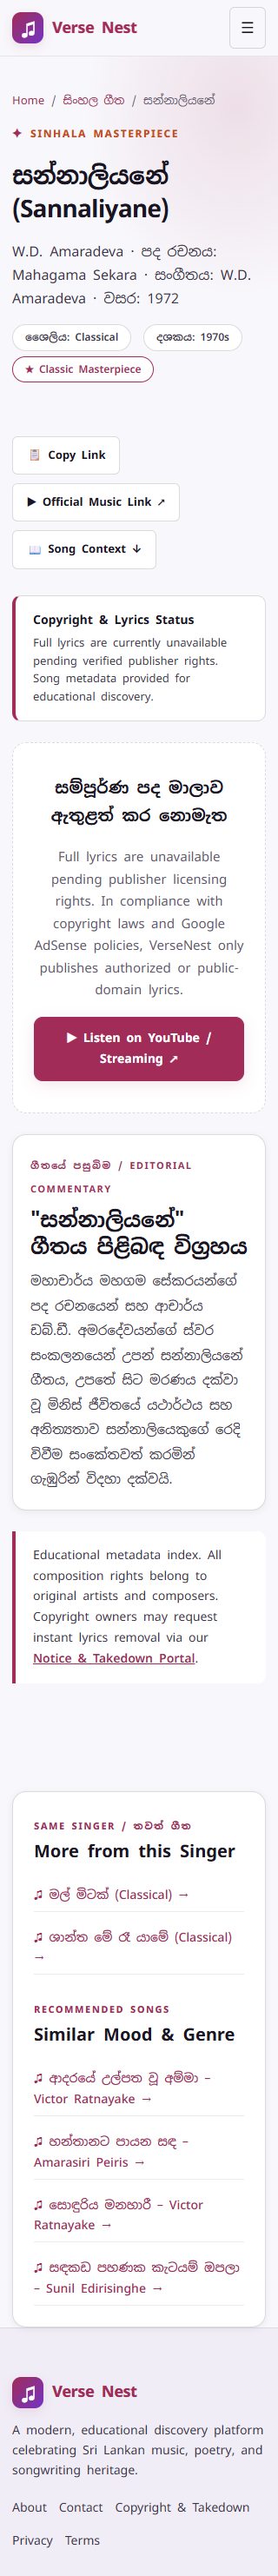 Verse Nest
☰
Home / සිංහල ගීත / සන්නාලියනේ
✦ SINHALA MASTERPIECE
සන්නාලියනේ
(Sannaliyane)
W.D. Amaradeva · පද රචනය:
Mahagama Sekara · සංගීතය: W.D.
Amaradeva · වසර: 1972
ශෛලිය: Classical
දශකය: 1970s
★ Classic Masterpiece
📋 Copy Link
▶ Official Music Link ↗
📖 Song Context ↓
Copyright & Lyrics Status
Full lyrics are currently unavailable
pending verified publisher rights.
Song metadata provided for
educational discovery.
සම්පූර්ණ පද මාලාව
ඇතුළත් කර නොමැත
Full lyrics are unavailable
pending publisher licensing
rights. In compliance with
copyright laws and Google
AdSense policies, VerseNest only
publishes authorized or public-
domain lyrics.
▶ Listen on YouTube /
Streaming ↗
ගීතයේ පසුබිම / EDITORIAL
COMMENTARY
"සන්නාලියනේ"
ගීතය පිළිබඳ විග්‍රහය
මහාචාර්ය මහගම සේකරයන්ගේ
පද රචනයෙන් සහ ආචාර්ය
ඩබ්.ඩී. අමරදේවයන්ගේ ස්වර
සංකලනයෙන් උපන් සන්නාලියනේ
ගීතය, උපතේ සිට මරණය දක්වා
වූ මිනිස් ජීවිතයේ යථාර්ථය සහ
අනිත්‍යතාව සන්නාලියෙකුගේ රෙදි
විවීම සංකේතවත් කරමින්
ගැඹුරින් විදහා දක්වයි.
Educational metadata index. All
composition rights belong to
original artists and composers.
Copyright owners may request
instant lyrics removal via our
Notice & Takedown Portal.
SAME SINGER / තවත් ගීත
More from this Singer
♫ මල් මිටක් (Classical) →
♫ ශාන්ත මේ රෑ යාමේ (Classical)
→
RECOMMENDED SONGS
Similar Mood & Genre
♫ ආදරයේ උල්පත වූ අම්මා –
Victor Ratnayake →
♫ හන්තානට පායන සඳ –
Amarasiri Peiris →
♫ සොඳුරිය මනහාරී – Victor
Ratnayake →
♫ සඳකඩ පහණක කැටයම් ඔපලා
– Sunil Edirisinghe →
Verse Nest
A modern, educational discovery platform
celebrating Sri Lankan music, poetry, and
songwriting heritage.
About Contact Copyright & Takedown
Privacy Terms